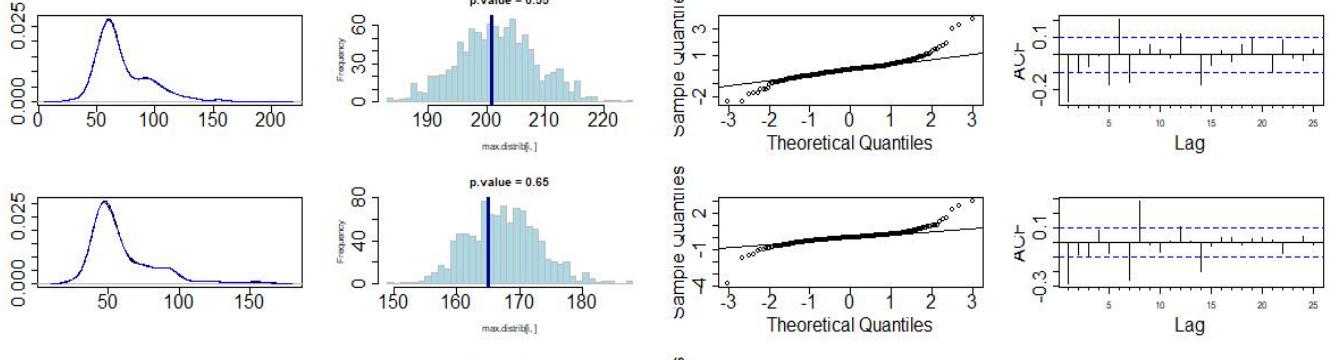 p.value = 0.55
0.000 0.025
0 50 100 150 200
Frequency
0 30 60
190 200 210 220
max.distrib[i, ]
Sample Quantiles
-2 1 3
-3 -2 -1 0 1 2 3
Theoretical Quantiles
ACF
-0.2 0.1
5 10 15 20 25
Lag
p.value = 0.65
0.000 0.025
50 100 150
Frequency
0 40 80
150 160 170 180
max.distrib[i, ]
Sample Quantiles
-4 -1 2
-3 -2 -1 0 1 2 3
Theoretical Quantiles
ACF
-0.3 0.1
5 10 15 20 25
Lag